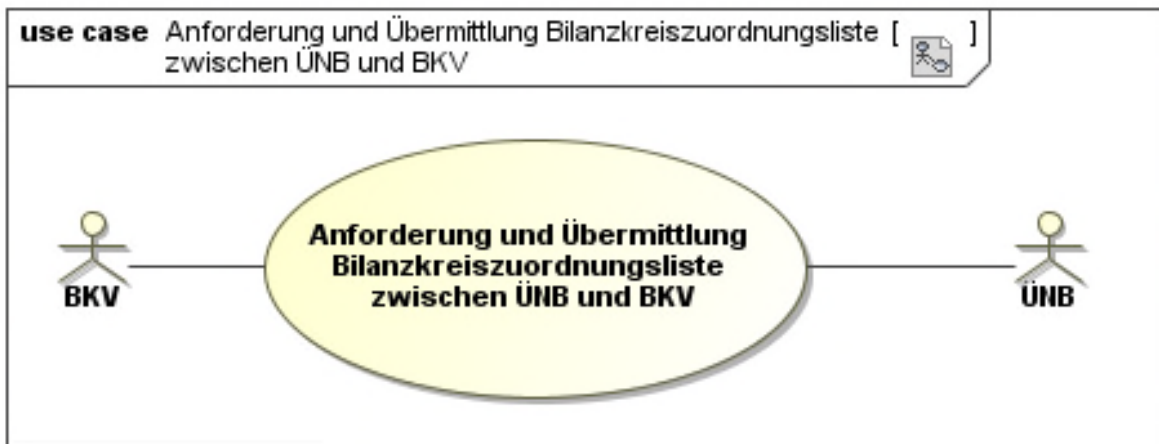 use case Anforderung und Übermittlung Bilanzkreiszuordnungsliste [ ]
zwischen ÜNB und BKV
Anforderung und Übermittlung
Bilanzkreiszuordnungsliste
zwischen ÜNB und BKV
BKV
ÜNB